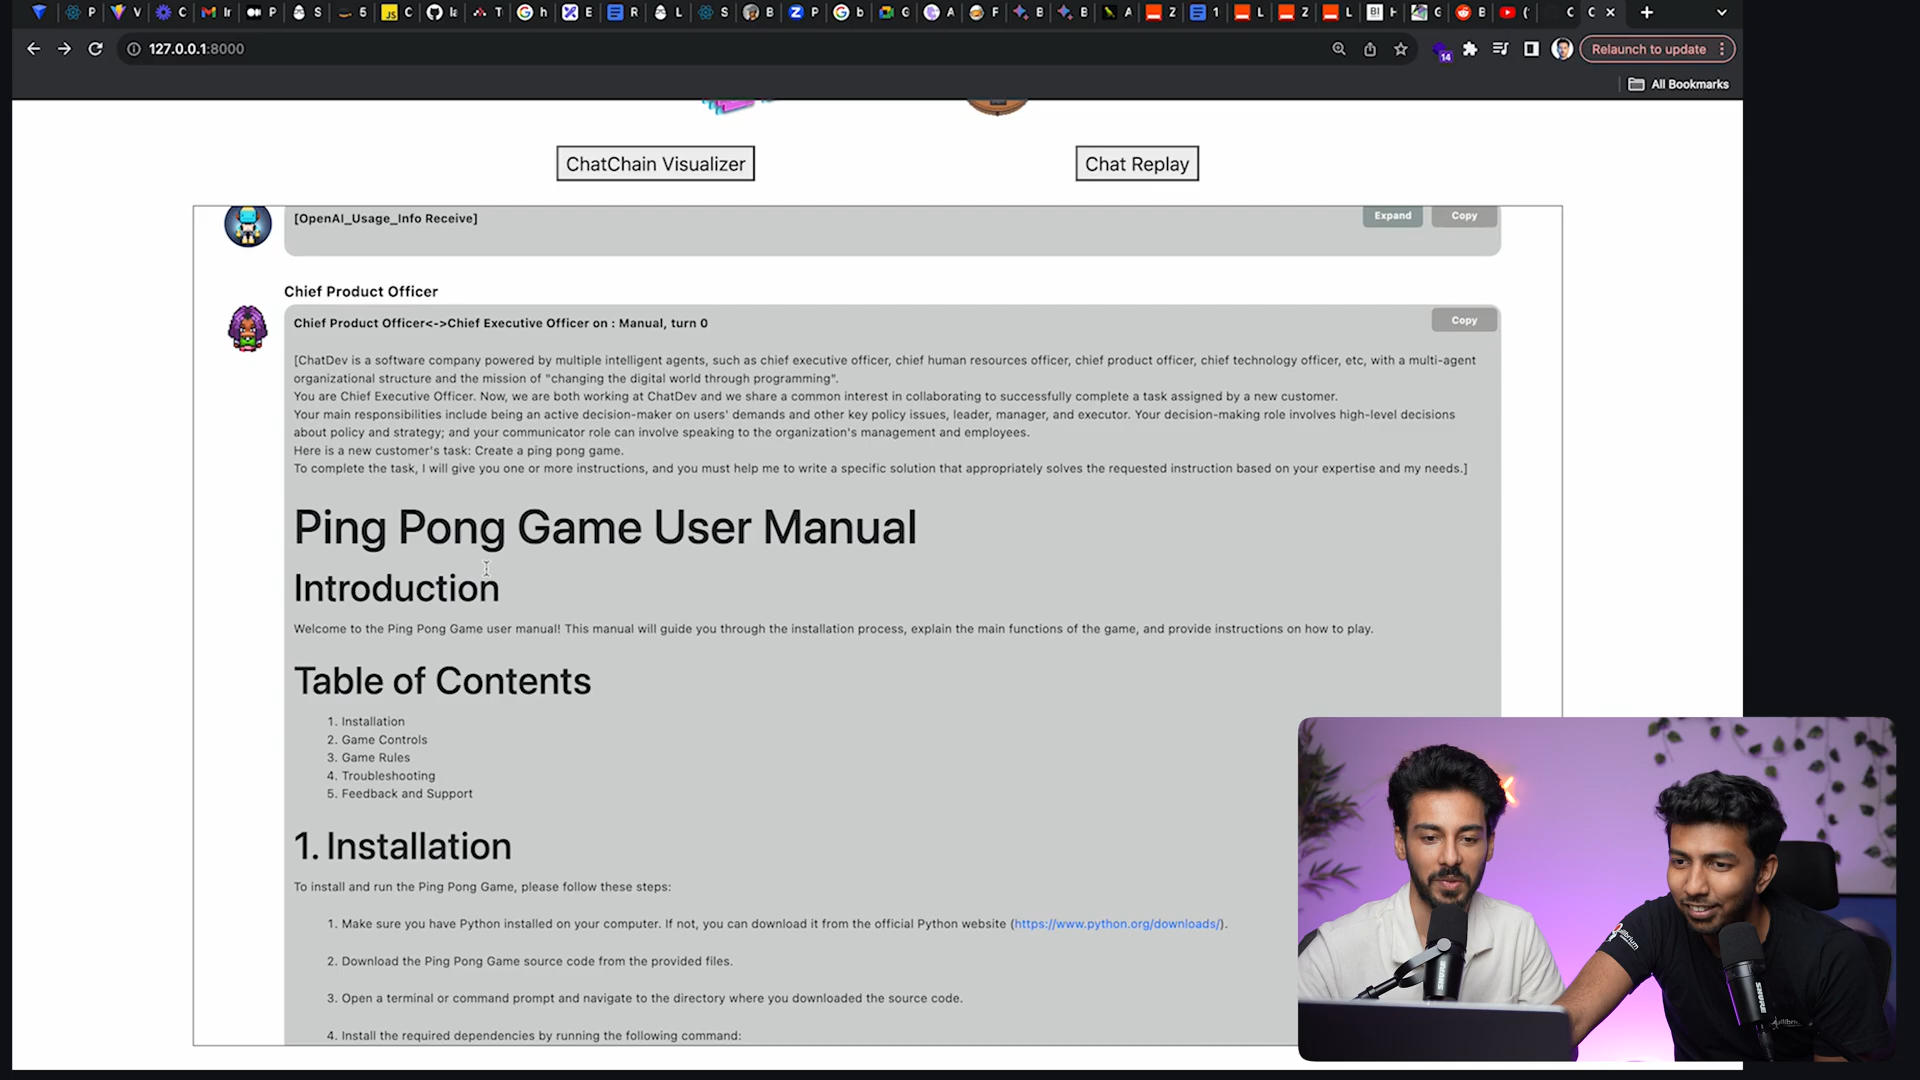 P
V
C
Ir
P
S
5
C
la
T
h
E
R
L
S
B
P
b
G
A
F
B
B
A
Z
1
L
Z
L
H
G
B
(
C
C
127.0.0.1:8000
14
Relaunch to update
All Bookmarks
ChatChain Visualizer
Chat Replay
[OpenAI_Usage_Info Receive]
Expand
Copy
Chief Product Officer
Chief Product Officer<->Chief Executive Officer on : Manual, turn 0
Copy
[ChatDev is a software company powered by multiple intelligent agents, such as chief executive officer, chief human resources officer, chief product officer, chief technology officer, etc, with a multi-agent
organizational structure and the mission of "changing the digital world through programming".
You are Chief Executive Officer. Now, we are both working at ChatDev and we share a common interest in collaborating to successfully complete a task assigned by a new customer.
Your main responsibilities include being an active decision-maker on users' demands and other key policy issues, leader, manager, and executor. Your decision-making role involves high-level decisions
about policy and strategy; and your communicator role can involve speaking to the organization's management and employees.
Here is a new customer's task: Create a ping pong game.
To complete the task, I will give you one or more instructions, and you must help me to write a specific solution that appropriately solves the requested instruction based on your expertise and my needs.]
Ping Pong Game User Manual
Introduction
Welcome to the Ping Pong Game user manual! This manual will guide you through the installation process, explain the main functions of the game, and provide instructions on how to play.
Table of Contents
1. Installation
2. Game Controls
3. Game Rules
4. Troubleshooting
5. Feedback and Support
1. Installation
To install and run the Ping Pong Game, please follow these steps:
1. Make sure you have Python installed on your computer. If not, you can download it from the official Python website (https://www.python.org/downloads/).
2. Download the Ping Pong Game source code from the provided files.
3. Open a terminal or command prompt and navigate to the directory where you downloaded the source code.
4. Install the required dependencies by running the following command:
SHURE
SHURE